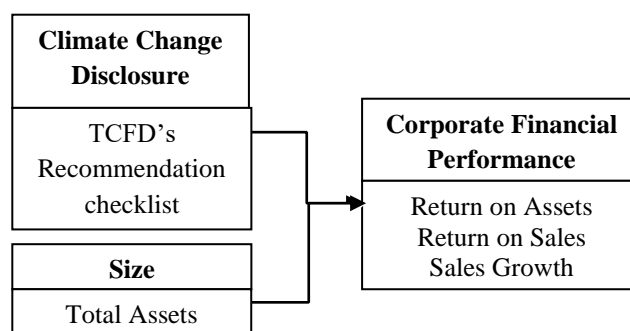 Climate Change
Disclosure
TCFD's
Recommendation
checklist
Size
Total Assets
Corporate Financial
Performance
Return on Assets
Return on Sales
Sales Growth